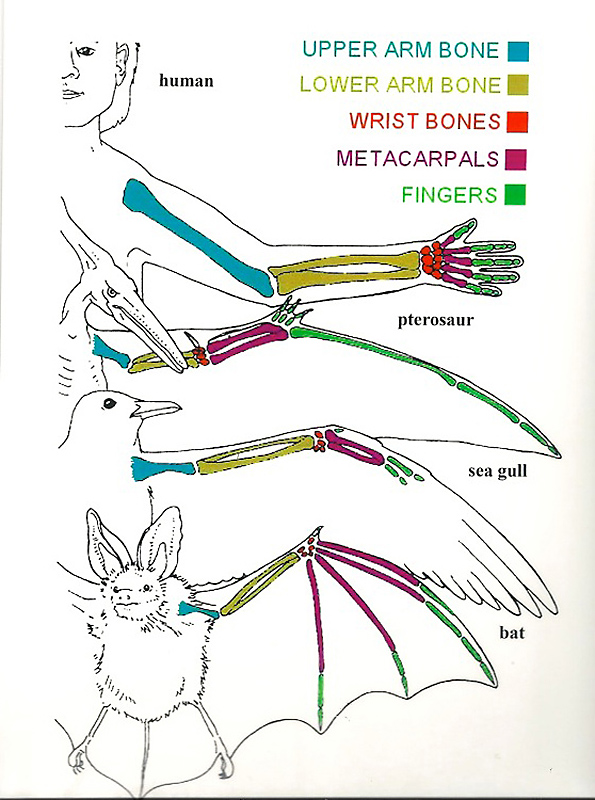 UPPER ARM BONE
human
LOWER ARM BONE
WRIST BONES
METACARPALS
FINGERS
pterosaur
sea gull
bat